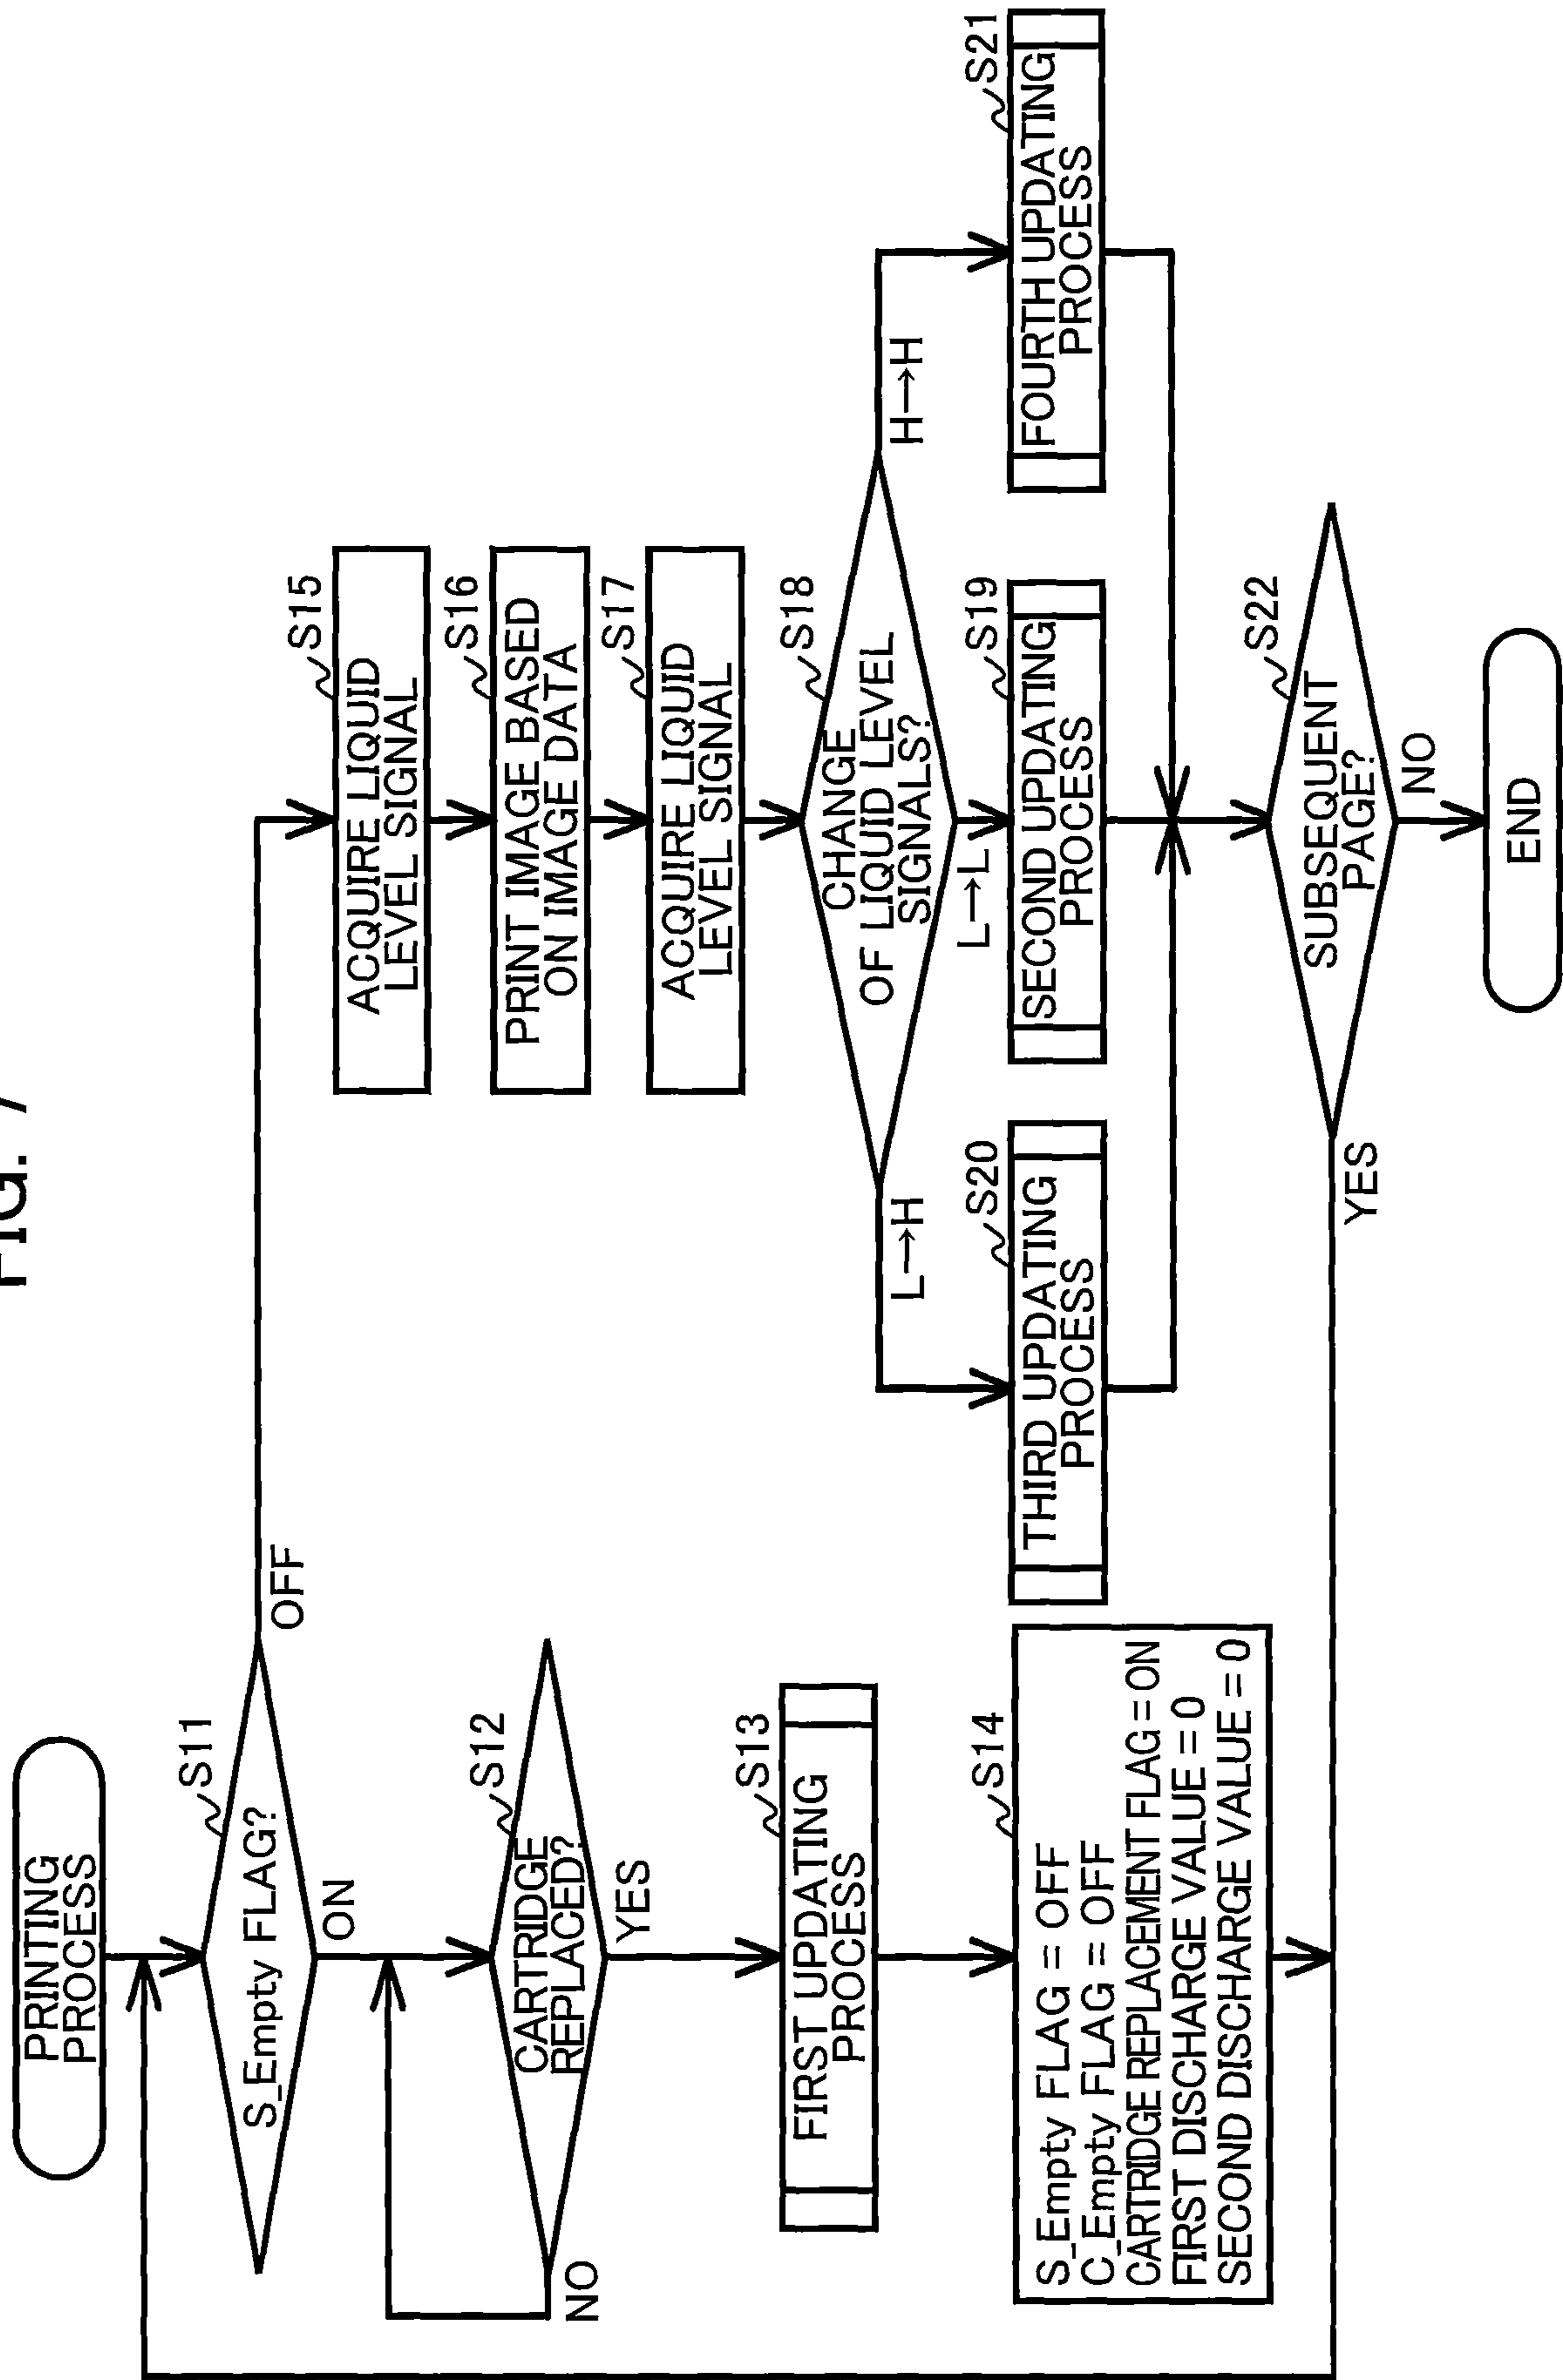 FIG. 7
PRINTING
PROCESS
S11
S_Empty FLAG?
OFF
ON
S12
CARTRIDGE
REPLACED?
NO
YES
S13
FIRST UPDATING
PROCESS
S14
S_Empty FLAG = OFF
C_Empty FLAG = OFF
CARTRIDGE REPLACEMENT FLAG = ON
FIRST DISCHARGE VALUE = 0
SECOND DISCHARGE VALUE = 0
S15
ACQUIRE LIQUID
LEVEL SIGNAL
S16
PRINT IMAGE BASED
ON IMAGE DATA
S17
ACQUIRE LIQUID
LEVEL SIGNAL
S18
CHANGE
OF LIQUID LEVEL
SIGNALS?
L→H
L→L
H→H
S20
THIRD UPDATING
PROCESS
S19
SECOND UPDATING
PROCESS
S21
FOURTH UPDATING
PROCESS
S22
SUBSEQUENT
PAGE?
YES
NO
END